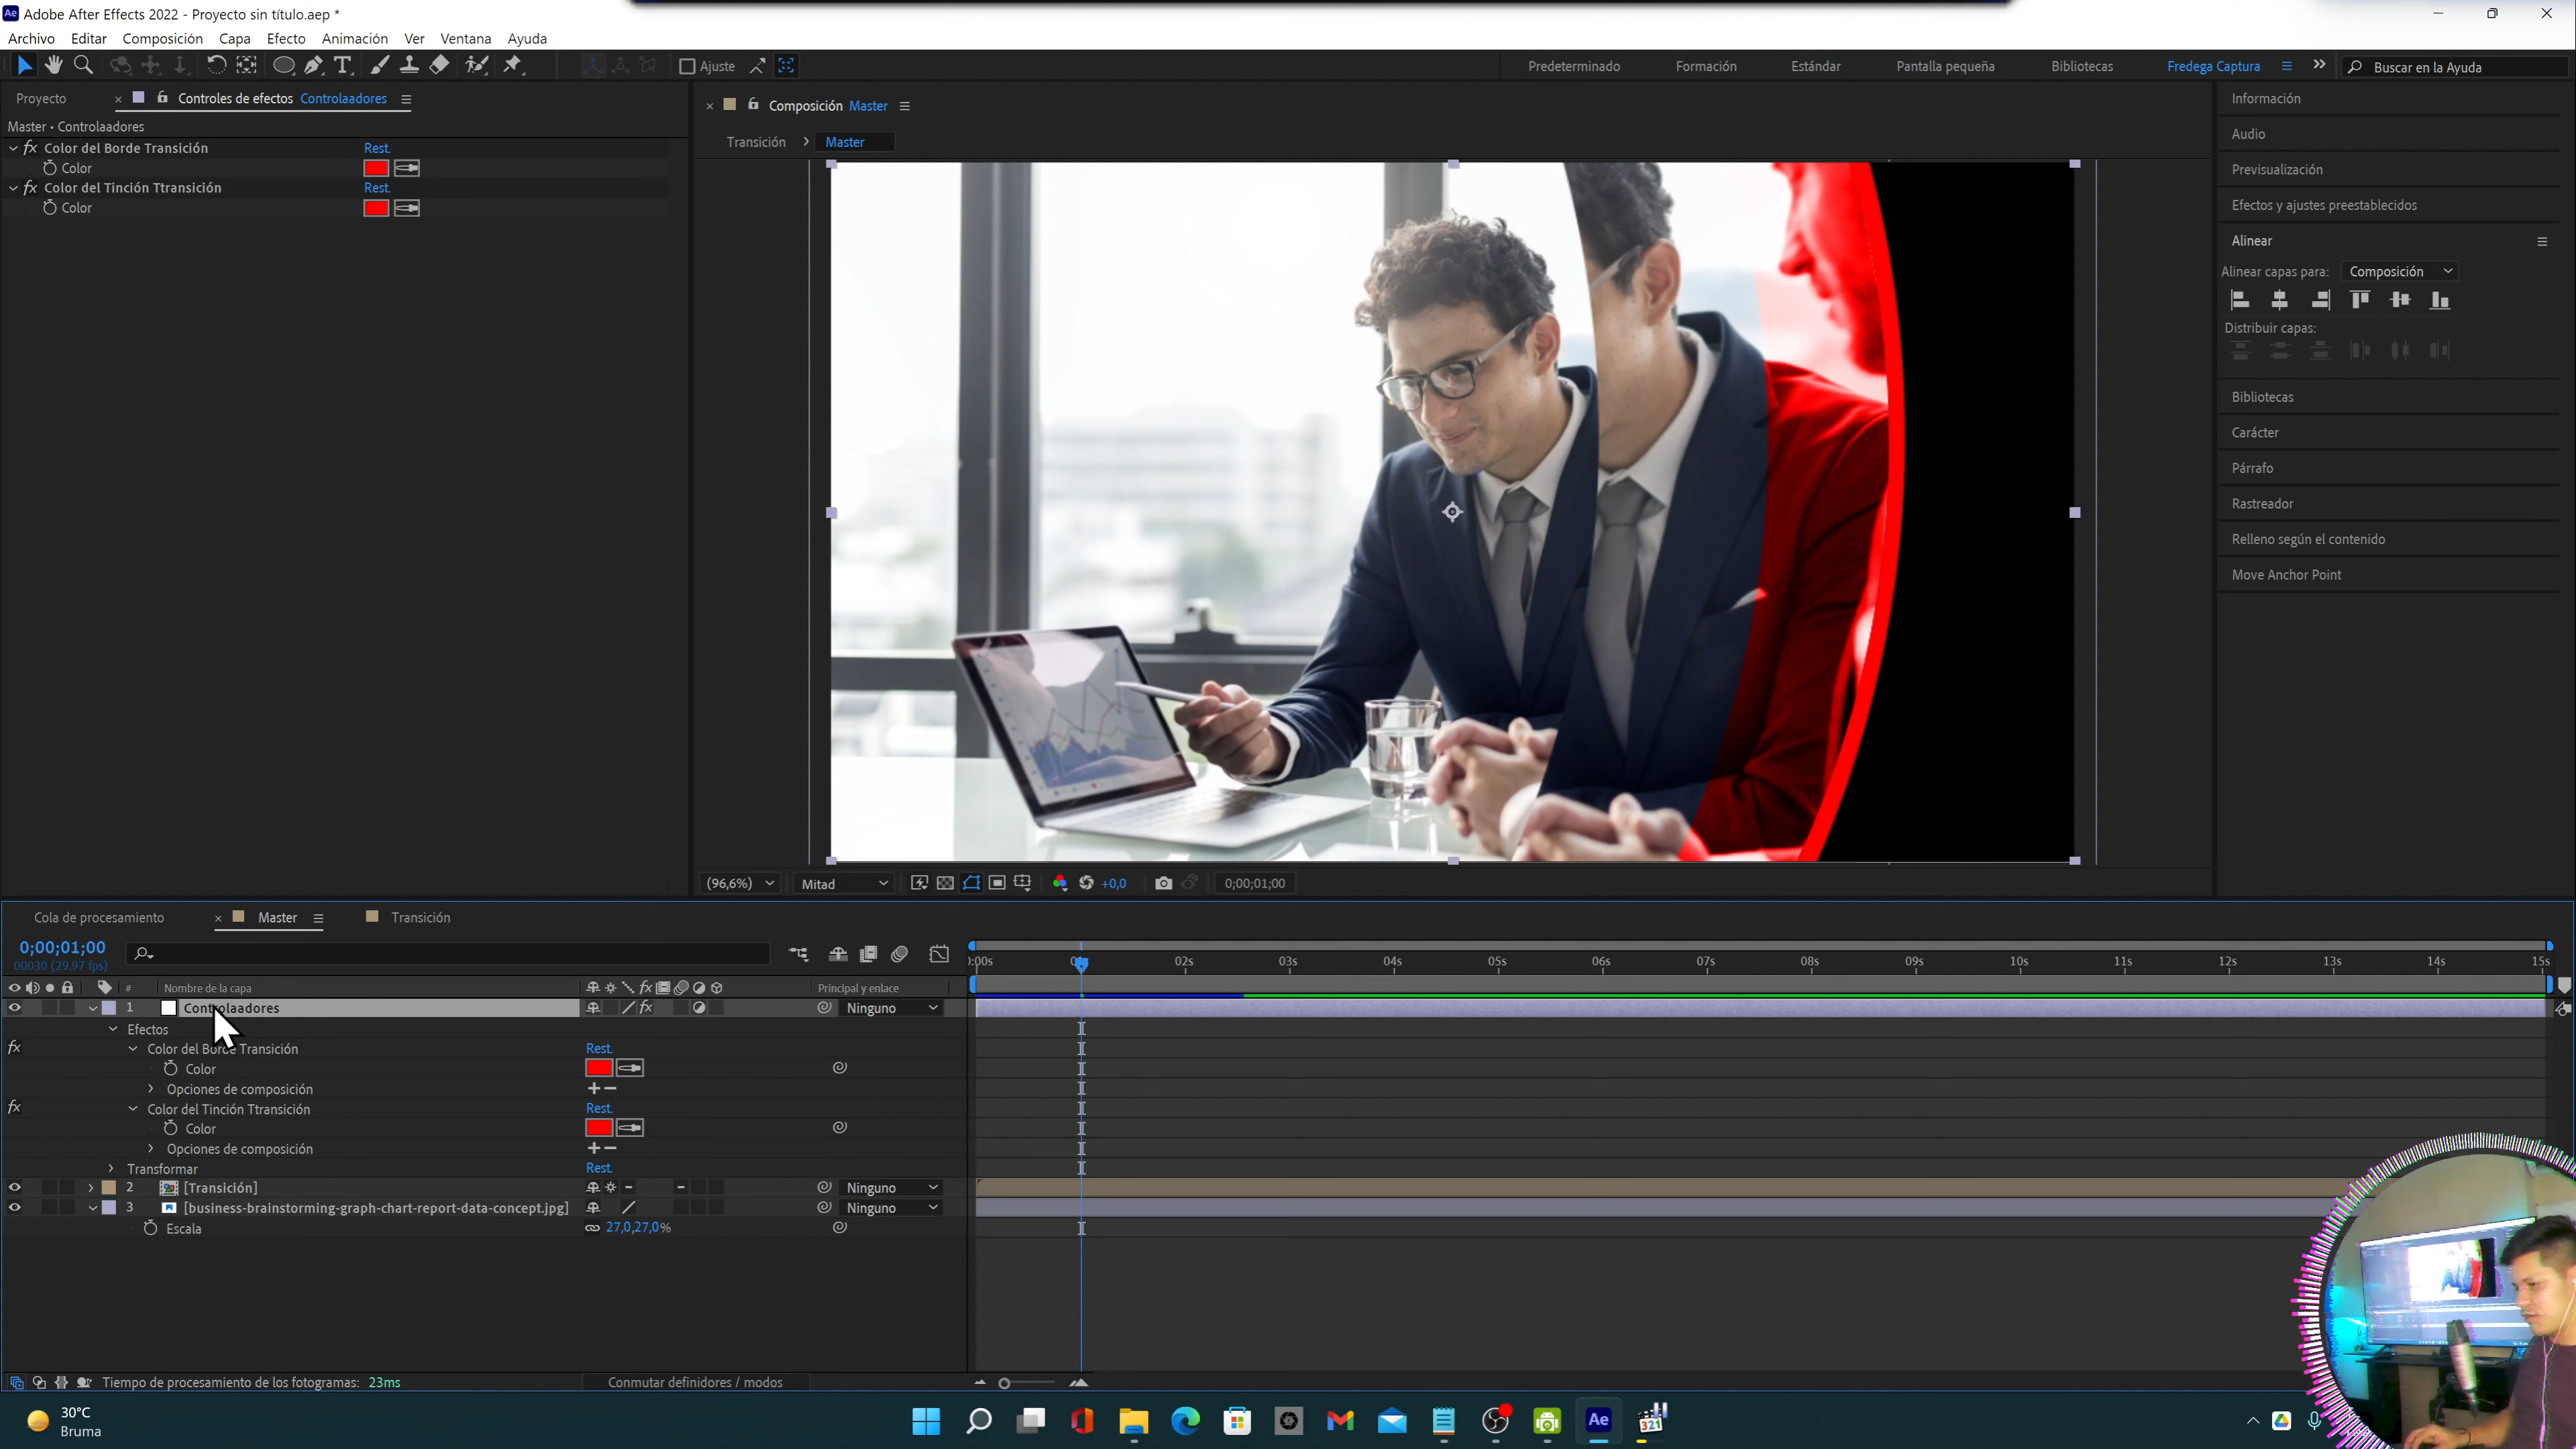 Ae Adobe After Effects 2022 - Proyecto sin título.aep *
Archivo Editar Composición Capa Efecto Animación Ver Ventana Ayuda
Ajuste Predeterminado Formación Estándar Pantalla pequeña Bibliotecas Fredega Captura Buscar en la Ayuda
Proyecto Controles de efectos Controlaadores
Master • Controlaadores
fx Color del Borde Transición Rest.
Color
fx Color del Tinción Ttransición Rest.
Color
Composición Master
Transición Master
(96,6%) Mitad +0,0 0;00;01;00
Información
Audio
Previsualización
Efectos y ajustes preestablecidos
Alinear
Alinear capas para: Composición
Distribuir capas:
Bibliotecas
Carácter
Párrafo
Rastreador
Relleno según el contenido
Move Anchor Point
Cola de procesamiento Master Transición
0;00;01;00
00030 (29.97 fps)
):00s 02s 03s 04s 05s 06s 07s 08s 09s 10s 11s 12s 13s 14s 15s
# Nombre de la capa fx Principal y enlace
1 Controlaadores fx Ninguno
Efectos
fx Color del Borde Transición Rest.
Color
Opciones de composición
fx Color del Tinción Ttransición Rest.
Color
Opciones de composición
Transformar Rest.
2 [Transición] Ninguno
3 [business-brainstorming-graph-chart-report-data-concept.jpg] Ninguno
Escala 27,0,27,0%
Tiempo de procesamiento de los fotogramas: 23ms Conmutar definidores / modos
30°C
Bruma
Ae
321